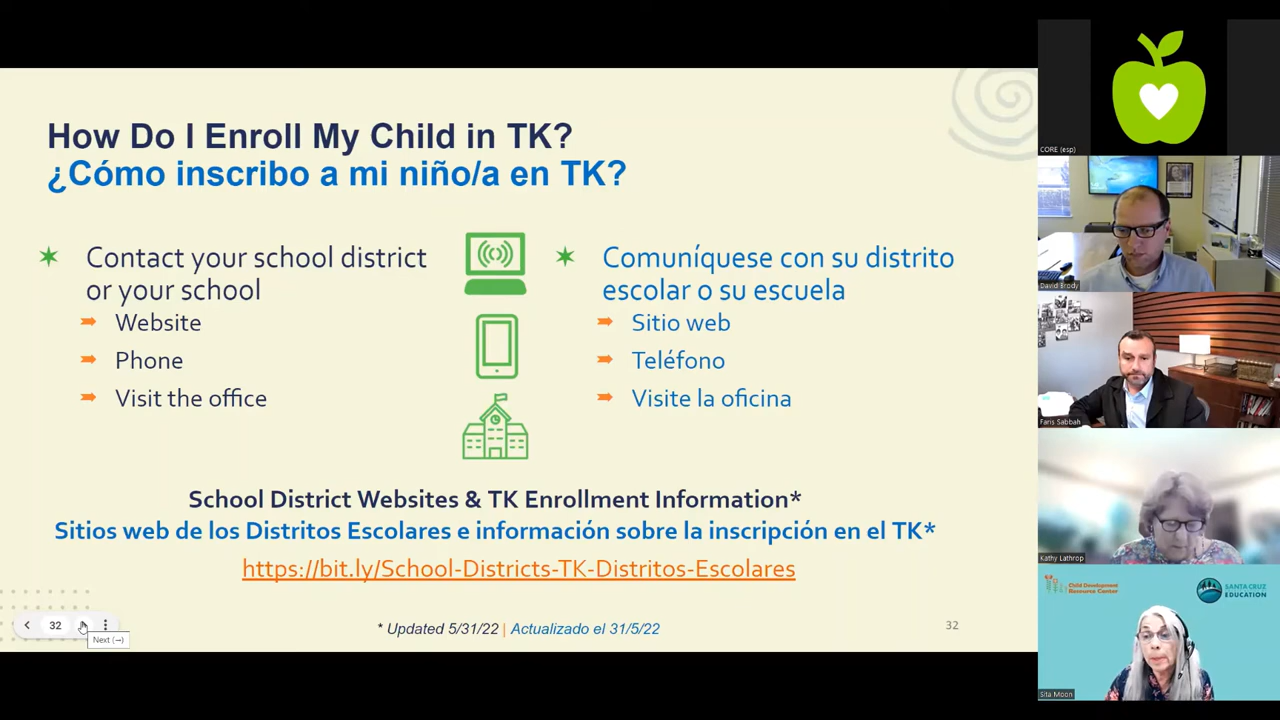 How Do I Enroll My Child in TK?
¿Cómo inscribo a mi niño/a en TK?
Contact your school district
or your school
Website
Phone
Visit the office
Comuníquese con su distrito
escolar o su escuela
Sitio web
Teléfono
Visite la oficina
School District Websites & TK Enrollment Information*
Sitios web de los Distritos Escolares e información sobre la inscripción en el TK*
https://bit.ly/School-Districts-TK-Distritos-Escolares
* Updated 5/31/22 | Actualizado el 31/5/22
32
32
Next (→)
CORE (esp)
David Brody
Faris Sabbah
Kathy Lathrop
Child Development
Resource Center
SANTA CRUZ
EDUCATION
Sita Moon